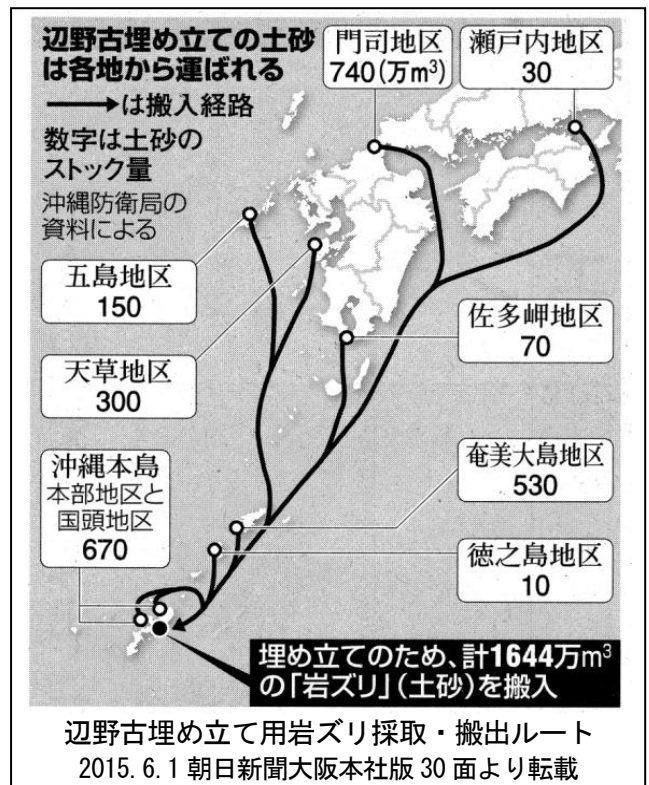 辺野古埋め立ての土砂
は各地から運ばれる
→は搬入経路
数字は土砂の
ストック量
沖縄防衛局の
資料による
門司地区
740(万m³)
瀬戸内地区
30
五島地区
150
天草地区
300
佐多岬地区
70
沖縄本島
本部地区と
国頭地区
670
奄美大島地区
530
徳之島地区
10
埋め立てのため、計1644万m³
の「岩ズリ」(土砂)を搬入
辺野古埋め立て用岩ズリ採取・搬出ルート
2015.6.1 朝日新聞大阪本社版 30 面より転載